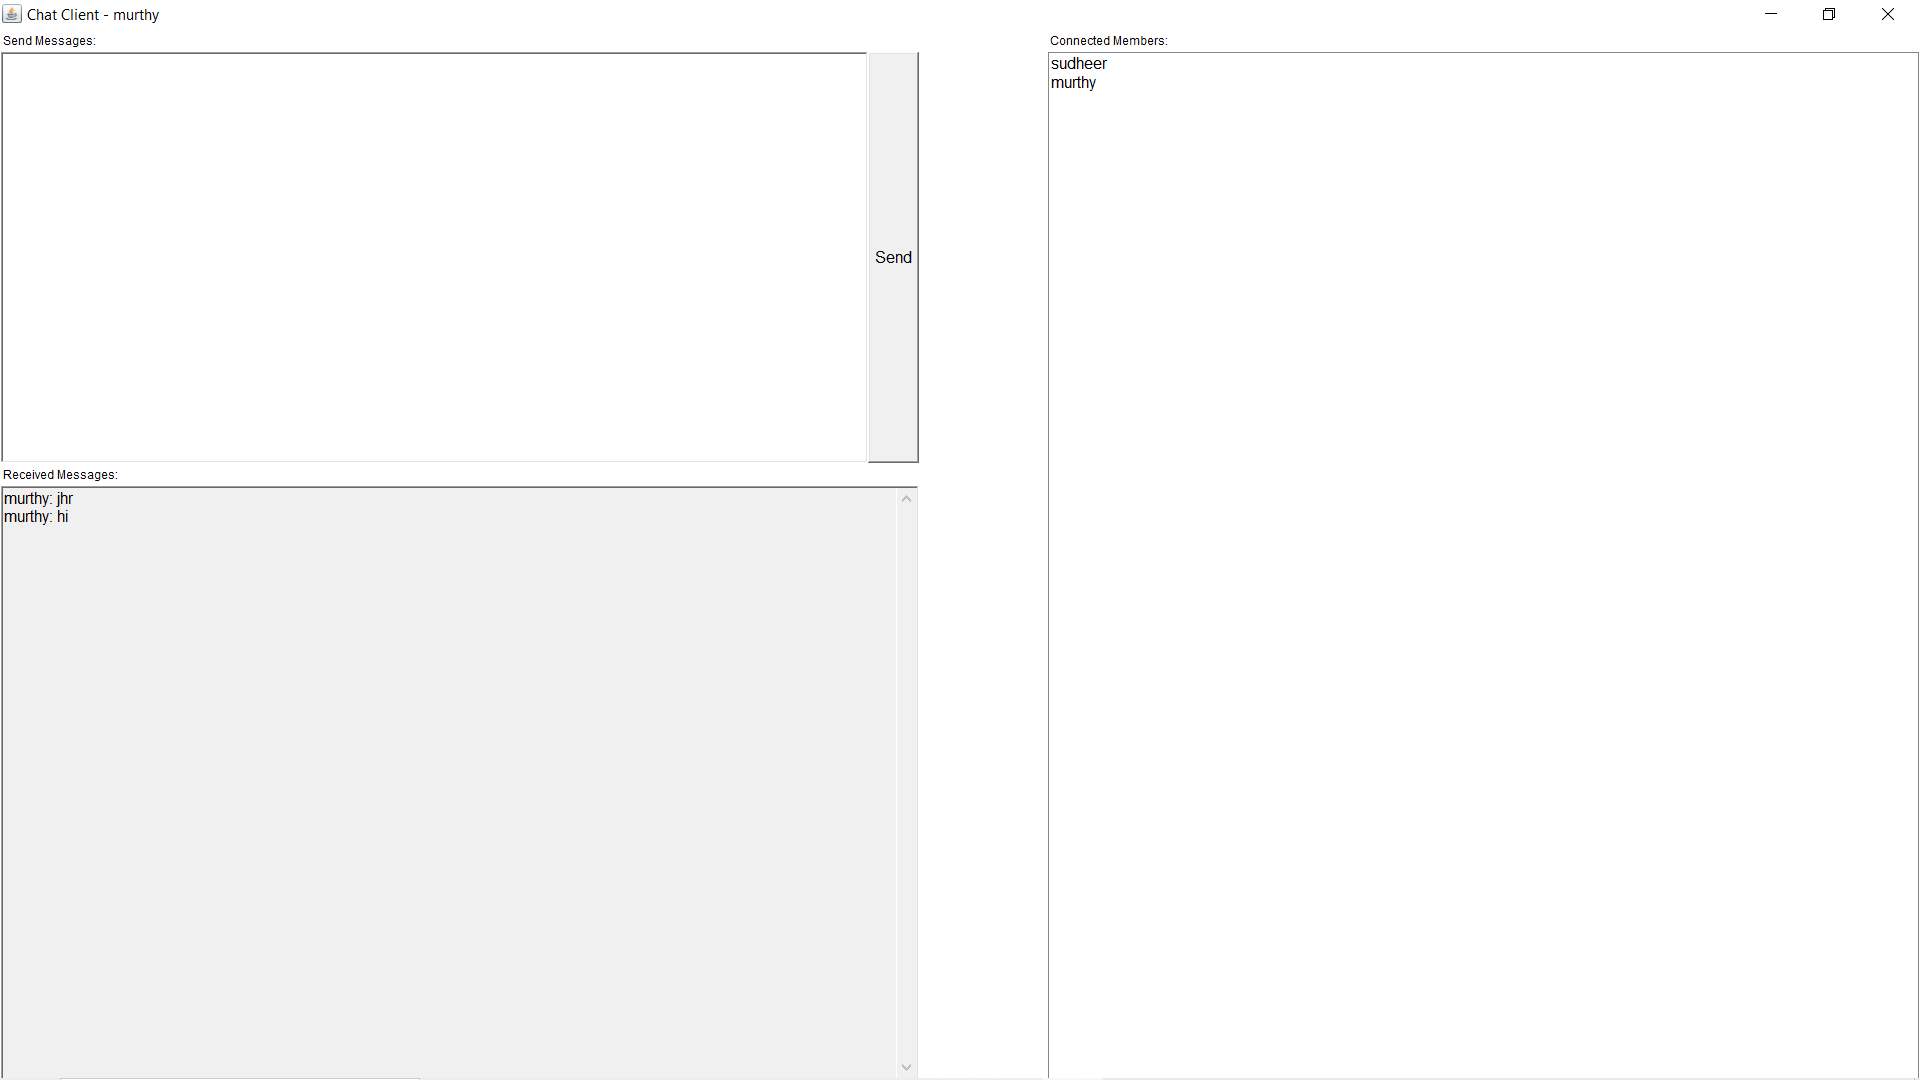 Chat Client - murthy
Send Messages:
Send
Received Messages:
murthy: jhr
murthy: hi
Connected Members:
sudheer
murthy